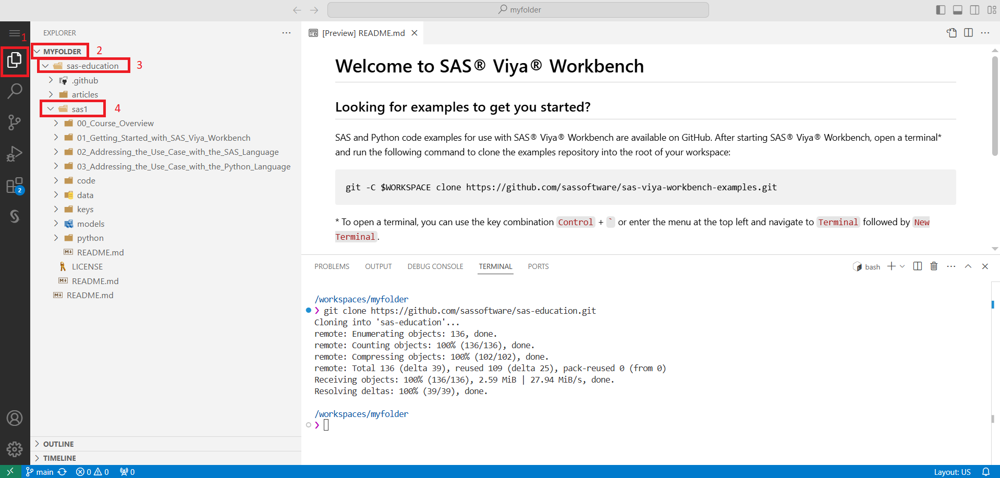 myfolder
1
EXPLORER
[Preview] README.md
MYFOLDER 2
sas-education 3
.github
articles
sas1 4
00_Course_Overview
01_Getting_Started_with_SAS_Viya_Workbench
02_Addressing_the_Use_Case_with_the_SAS_Language
03_Addressing_the_Use_Case_with_the_Python_Language
code
data
keys
models
python
README.md
LICENSE
README.md
README.md
2
OUTLINE
TIMELINE
Welcome to SAS® Viya® Workbench
Looking for examples to get you started?
SAS and Python code examples for use with SAS® Viya® Workbench are available on GitHub. After starting SAS® Viya® Workbench, open a terminal*
and run the following command to clone the examples repository into the root of your workspace:
git -C $WORKSPACE clone https://github.com/sassoftware/sas-viya-workbench-examples.git
* To open a terminal, you can use the key combination Control + ` or enter the menu at the top left and navigate to Terminal followed by New
Terminal.
PROBLEMS OUTPUT DEBUG CONSOLE TERMINAL PORTS
bash
/workspaces/myfolder
❯ git clone https://github.com/sassoftware/sas-education.git
Cloning into 'sas-education'...
remote: Enumerating objects: 136, done.
remote: Counting objects: 100% (136/136), done.
remote: Compressing objects: 100% (102/102), done.
remote: Total 136 (delta 39), reused 109 (delta 25), pack-reused 0 (from 0)
Receiving objects: 100% (136/136), 2.59 MiB | 27.94 MiB/s, done.
Resolving deltas: 100% (39/39), done.
/workspaces/myfolder
❯
main 0 0 0
Layout: US